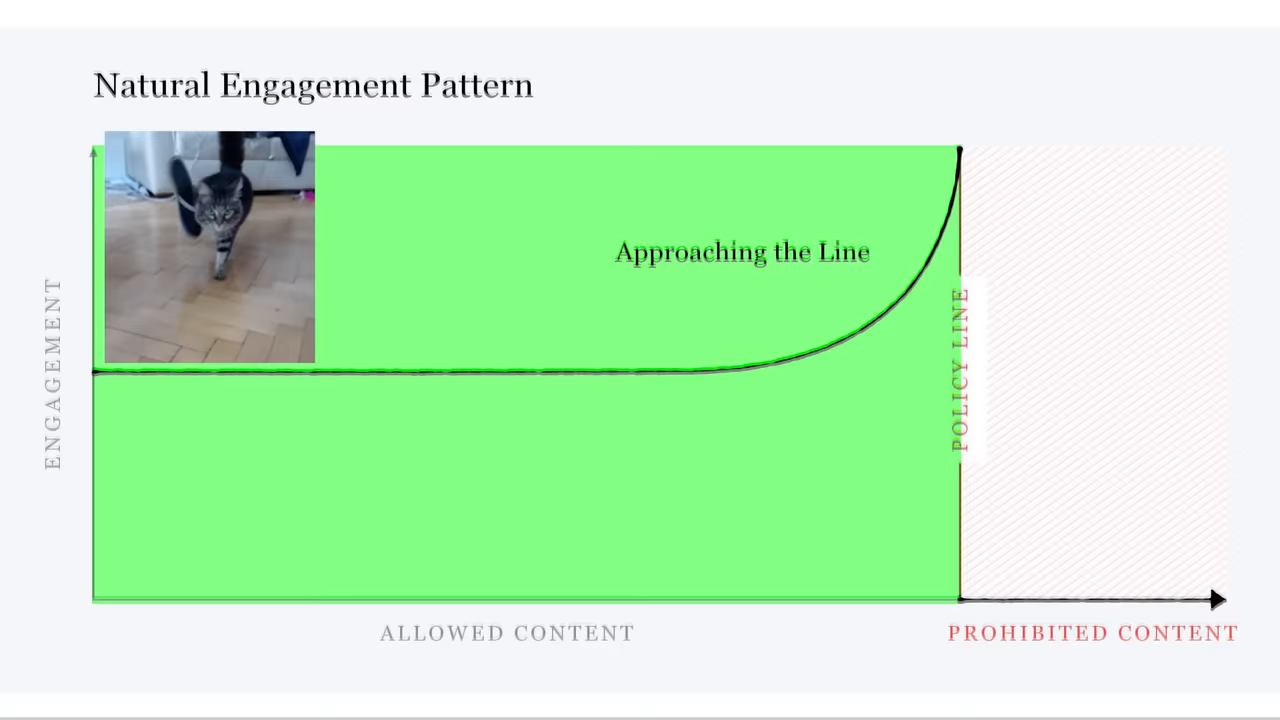 Natural Engagement Pattern
Approaching the Line
ENGAGEMENT
POLICY LINE
ALLOWED CONTENT
PROHIBITED CONTENT